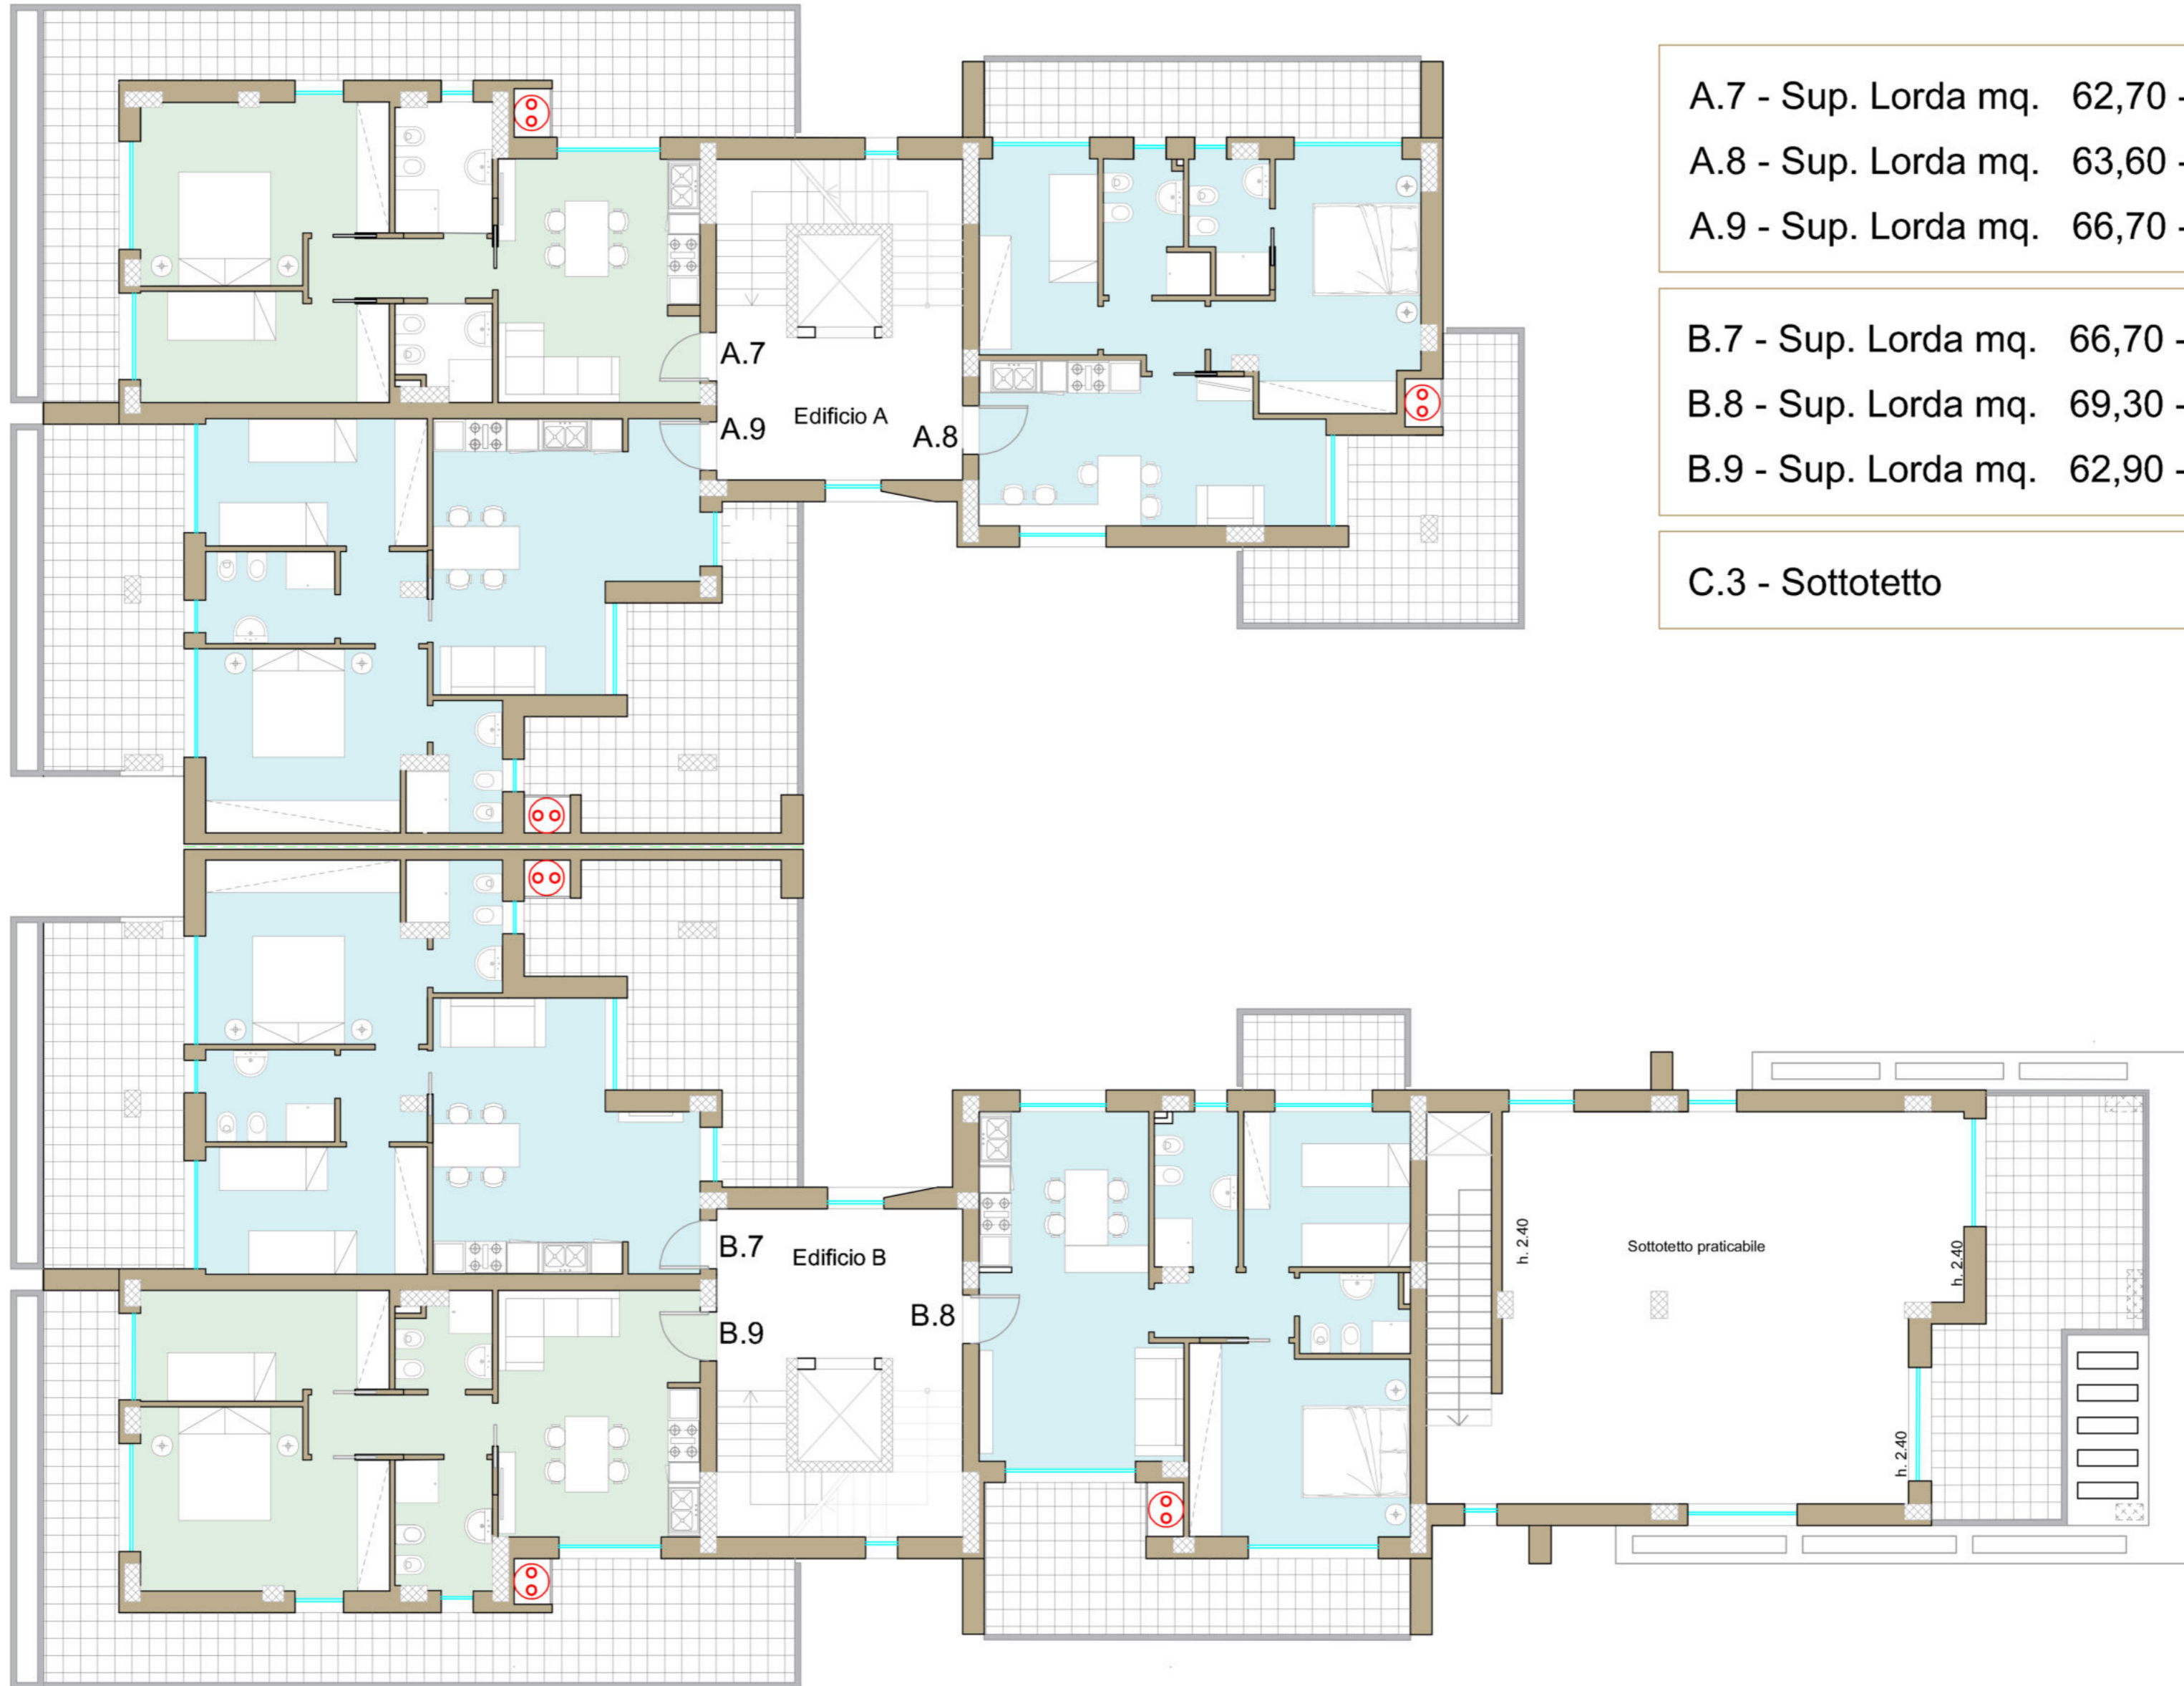 A.7 - Sup. Lorda mq. 62,70 -
A.8 - Sup. Lorda mq. 63,60 -
A.9 - Sup. Lorda mq. 66,70 -
B.7 - Sup. Lorda mq. 66,70 -
B.8 - Sup. Lorda mq. 69,30 -
B.9 - Sup. Lorda mq. 62,90 -
C.3 - Sottotetto
A.7
A.9
Edificio A
A.8
B.7
Edificio B
B.9
B.8
h. 2.40
Sottotetto praticabile
h. 2.40
h. 2.40